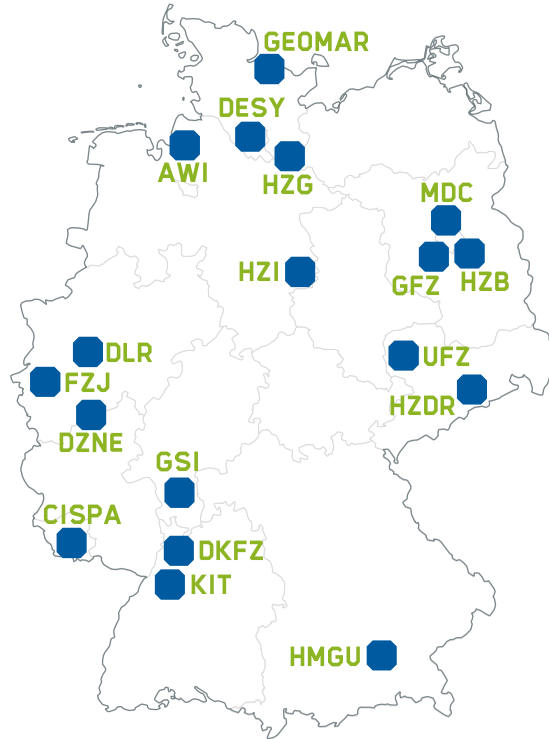 GEOMAR
DESY
AWI
HZG
MDC
HZI
GFZ
HZB
DLR
UFZ
FZJ
HZDR
DZNE
GSI
CISPA
DKFZ
KIT
HMGU